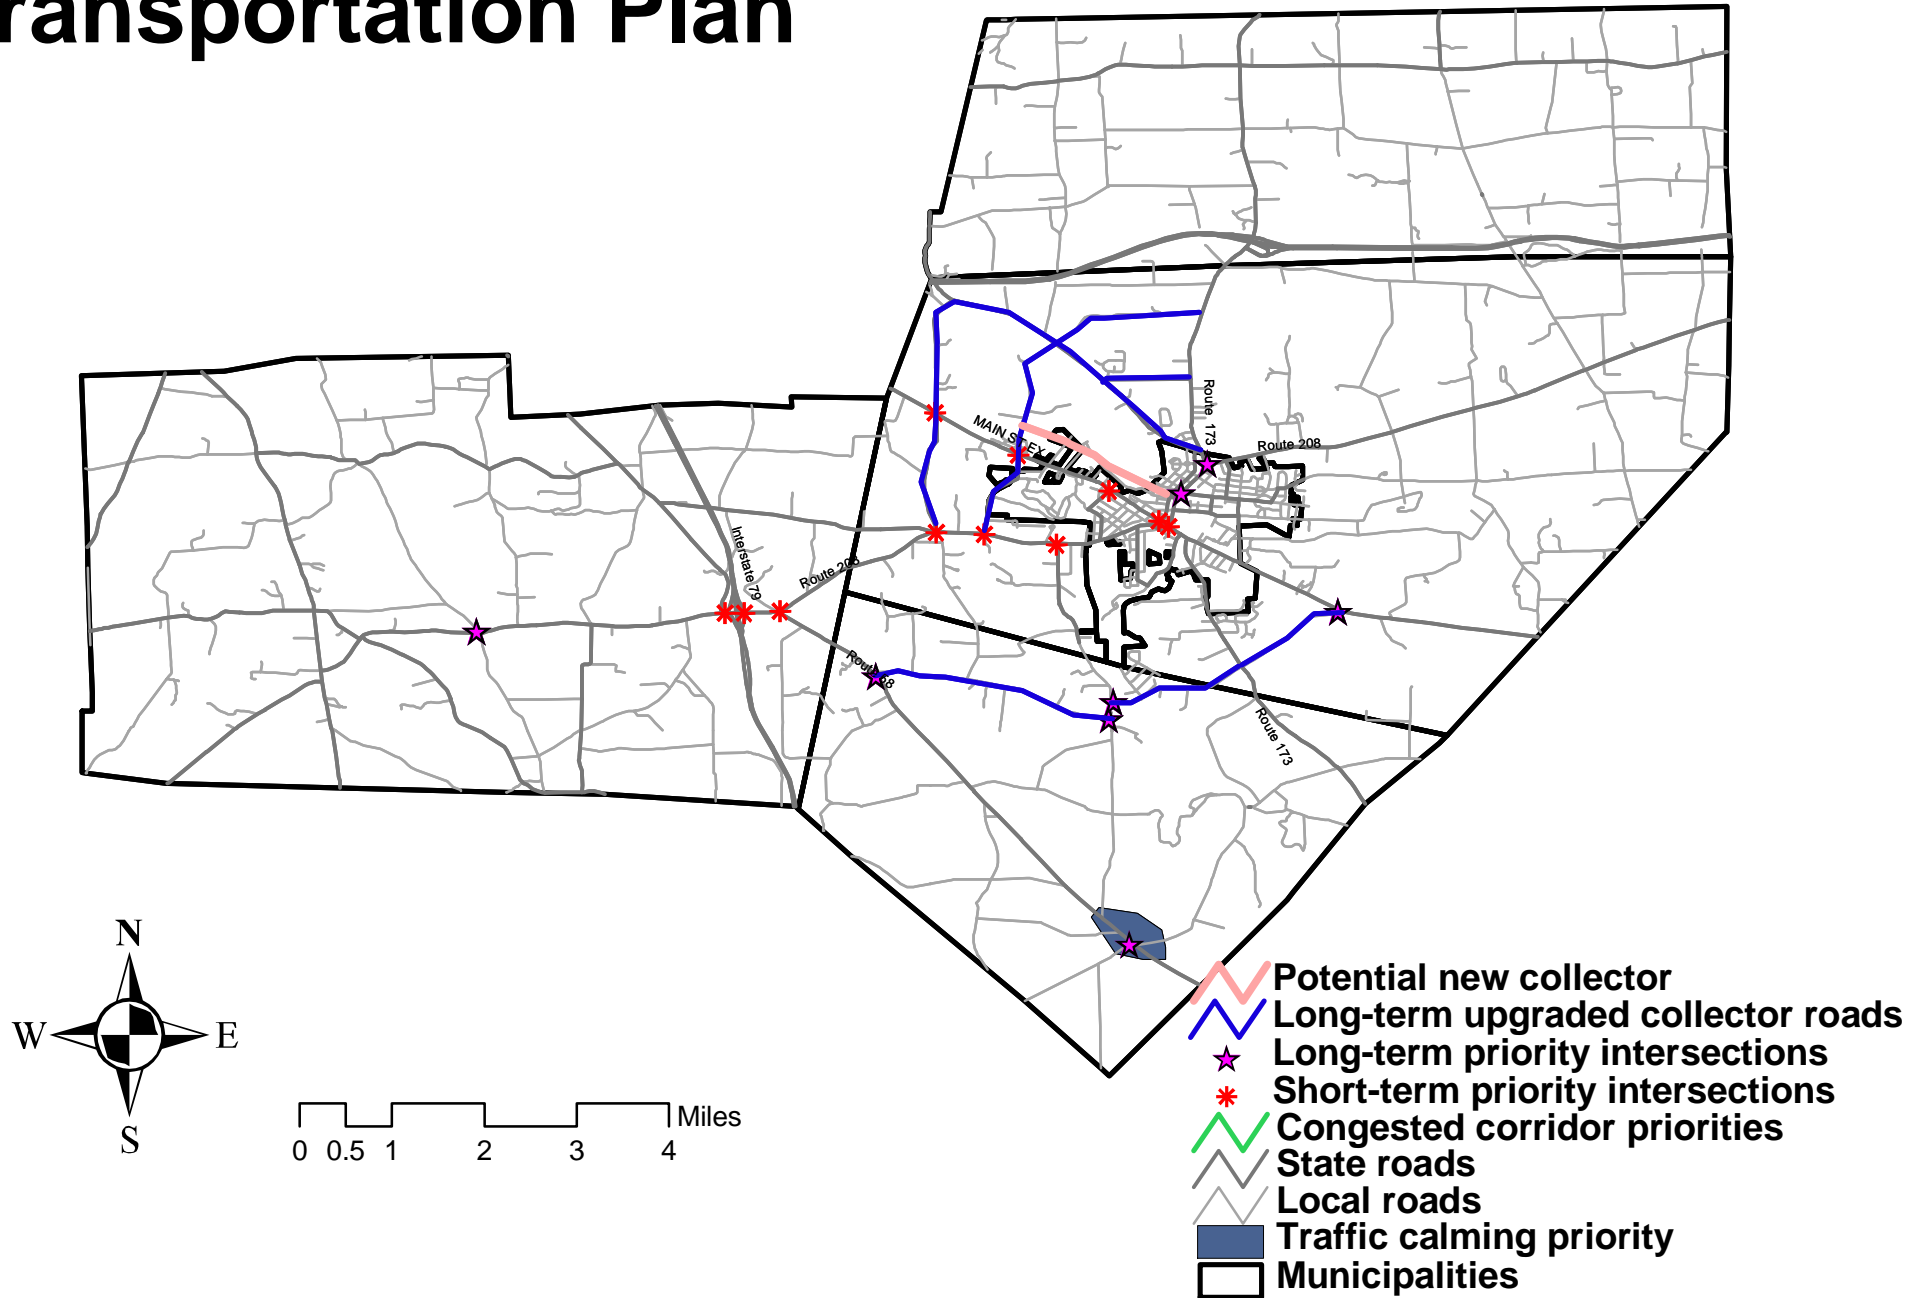 ransportation Plan
Route 173
Route 208
MAIN ST EX
Interstate 79
Route 208
Route 68
Route 173
N
W E
S
Miles
0 0.5 1 2 3 4
Potential new collector
Long-term upgraded collector roads
Long-term priority intersections
Short-term priority intersections
Congested corridor priorities
State roads
Local roads
Traffic calming priority
Municipalities